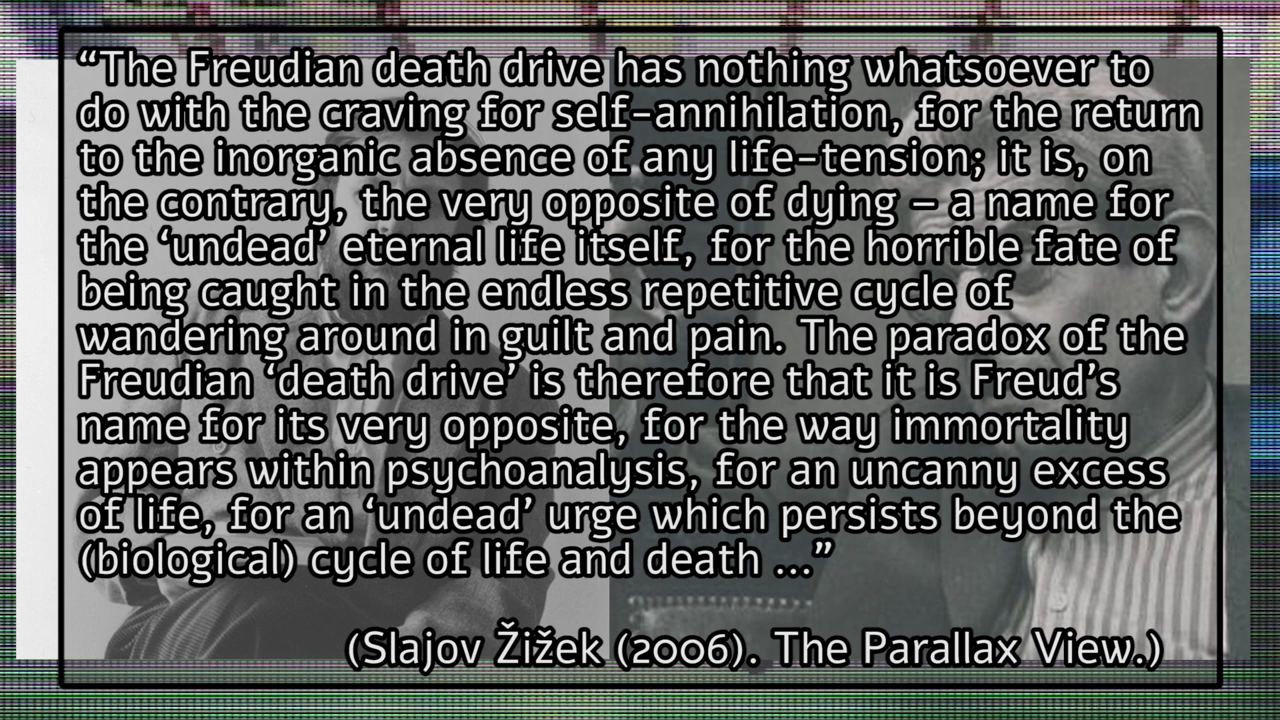 “The Freudian death drive has nothing whatsoever to
do with the craving for self-annihilation, for the return
to the inorganic absence of any life-tension; it is, on
the contrary, the very opposite of dying – a name for
the ‘undead’ eternal life itself, for the horrible fate of
being caught in the endless repetitive cycle of
wandering around in guilt and pain. The paradox of the
Freudian ‘death drive’ is therefore that it is Freud’s
name for its very opposite, for the way immortality
appears within psychoanalysis, for an uncanny excess
of life, for an ‘undead’ urge which persists beyond the
(biological) cycle of life and death ...”
(Slajov Žižek (2006). The Parallax View.)